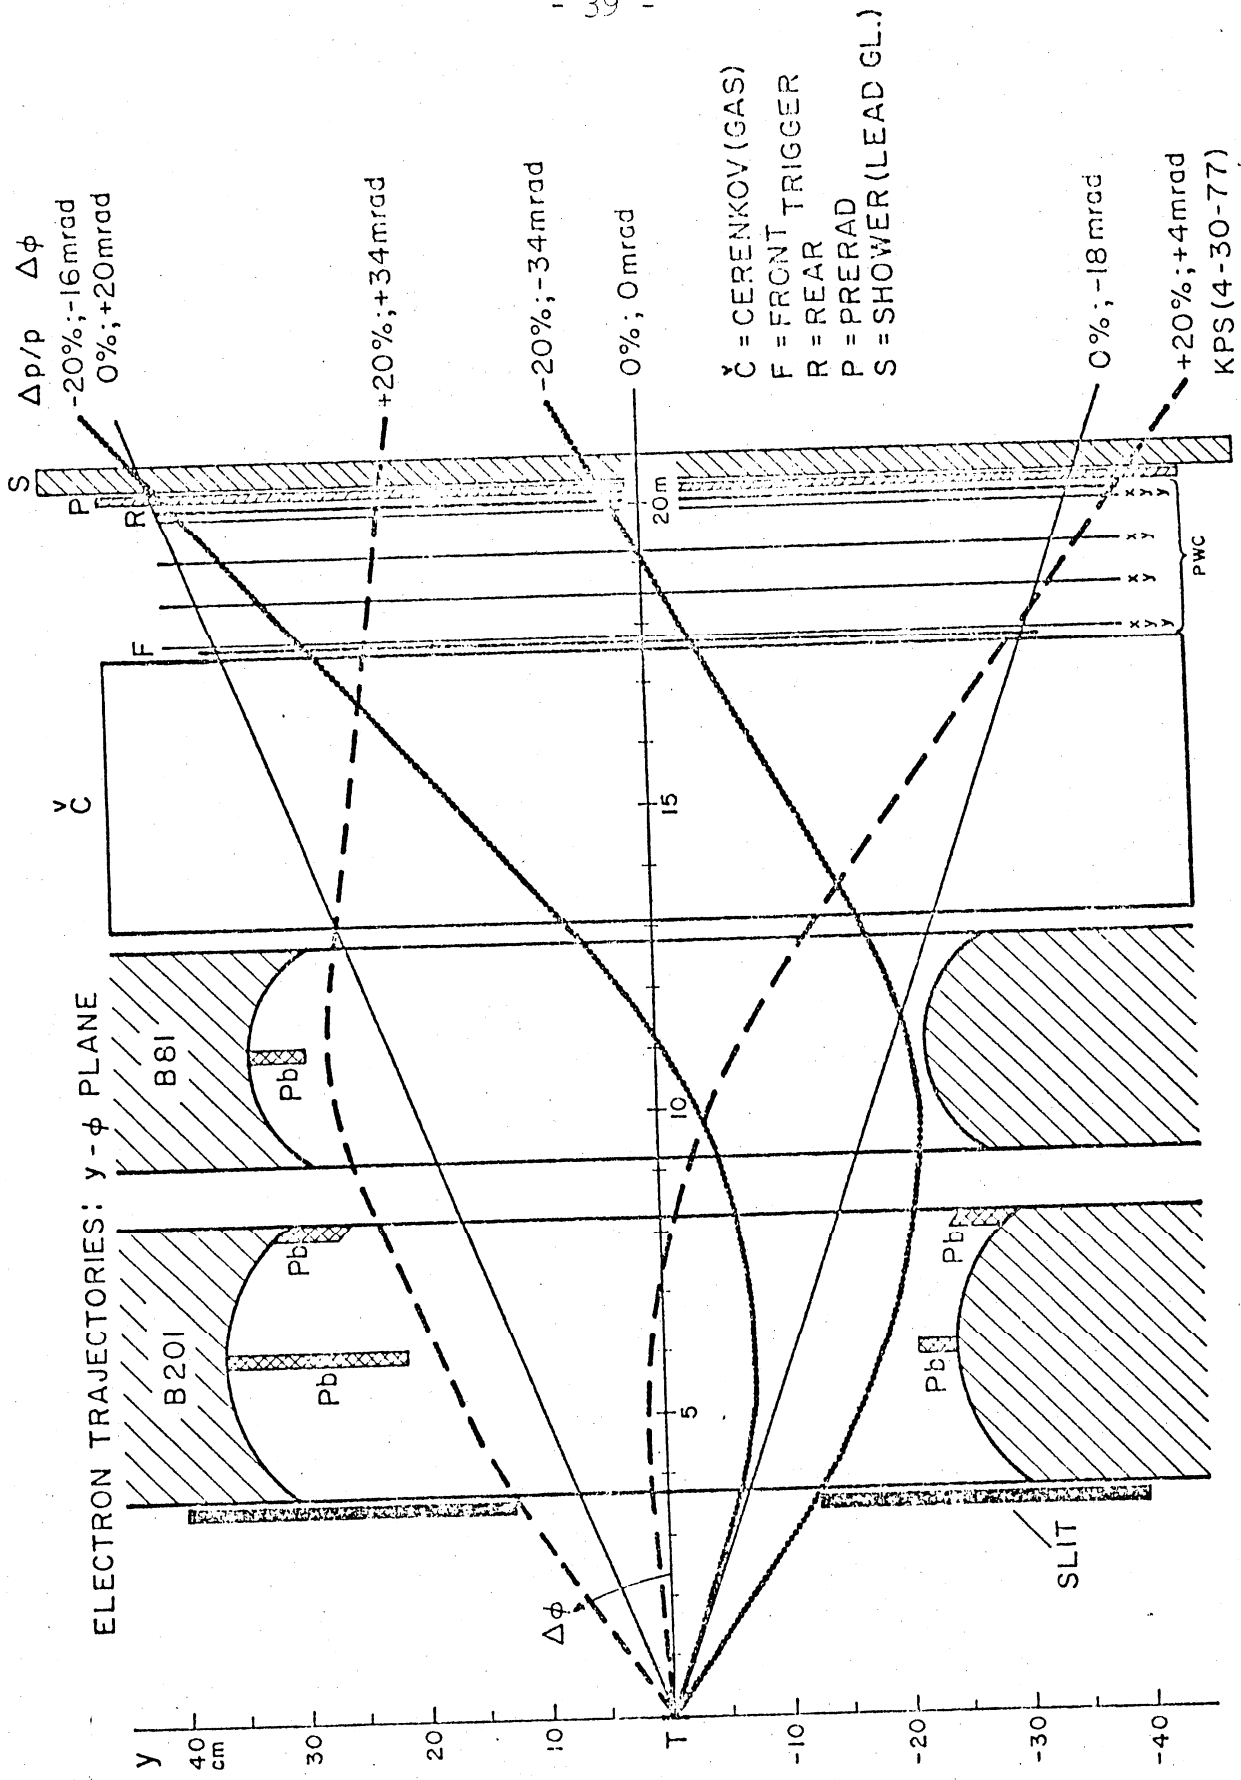 - 39 -
ELECTRON TRAJECTORIES: y-ϕ PLANE
Δp/p Δϕ
-20%;-16mrad
0%;+20mrad
+20%;+34mrad
-20%;-34mrad
0%; 0mrad
0%;-18mrad
+20%;+4mrad
KPS(4-30-77)
Č = CERENKOV(GAS)
F = FRONT TRIGGER
R = REAR
P = PRERAD
S = SHOWER(LEAD GL.)
y
40
cm
30
20
10
T
-10
-20
-30
-40
Δϕ
SLIT
B201
Pb
Pb
Pb
Pb
B81
Pb
Č
F
R
P
S
5
10
15
20m
x y y
x y
x y
x y y
PWC